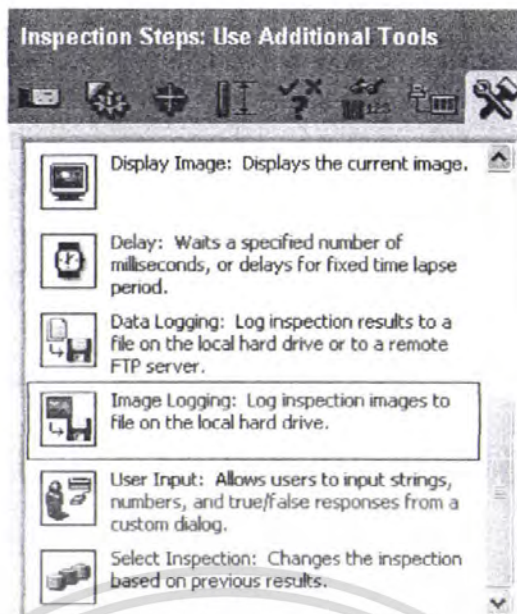 Inspection Steps: Use Additional Tools
?
123
Display Image: Displays the current image.
Delay: Waits a specified number of
milliseconds, or delays for fixed time lapse
period.
Data Logging: Log inspection results to a
file on the local hard drive or to a remote
FTP server.
Image Logging: Log inspection images to
file on the local hard drive.
User Input: Allows users to input strings,
numbers, and true/false responses from a
custom dialog.
Select Inspection: Changes the inspection
based on previous results.